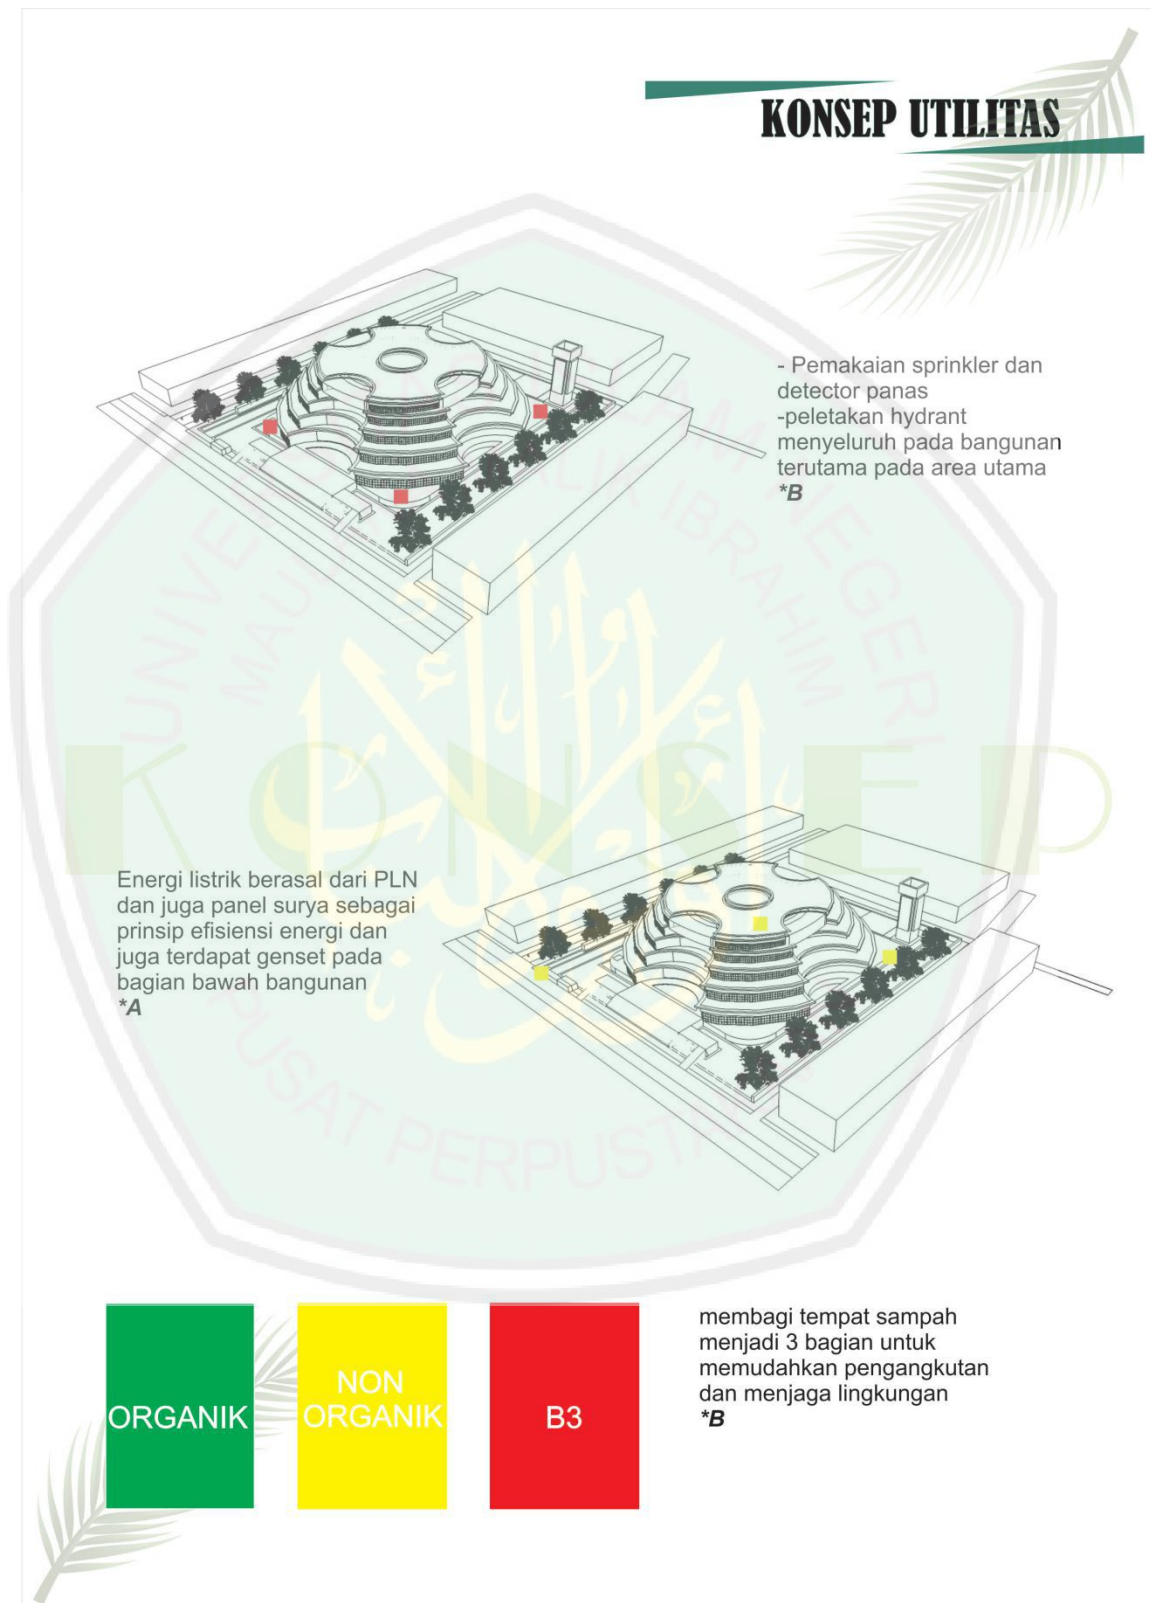 KONSEP UTILITAS
- Pemakaian sprinkler dan
detector panas
-peletakan hydrant
menyeluruh pada bangunan
terutama pada area utama
*B
KONSEP
Energi listrik berasal dari PLN
dan juga panel surya sebagai
prinsip efisiensi energi dan
juga terdapat genset pada
bagian bawah bangunan
*A
ORGANIK
NON
ORGANIK
B3
membagi tempat sampah
menjadi 3 bagian untuk
memudahkan pengangkutan
dan menjaga lingkungan
*B